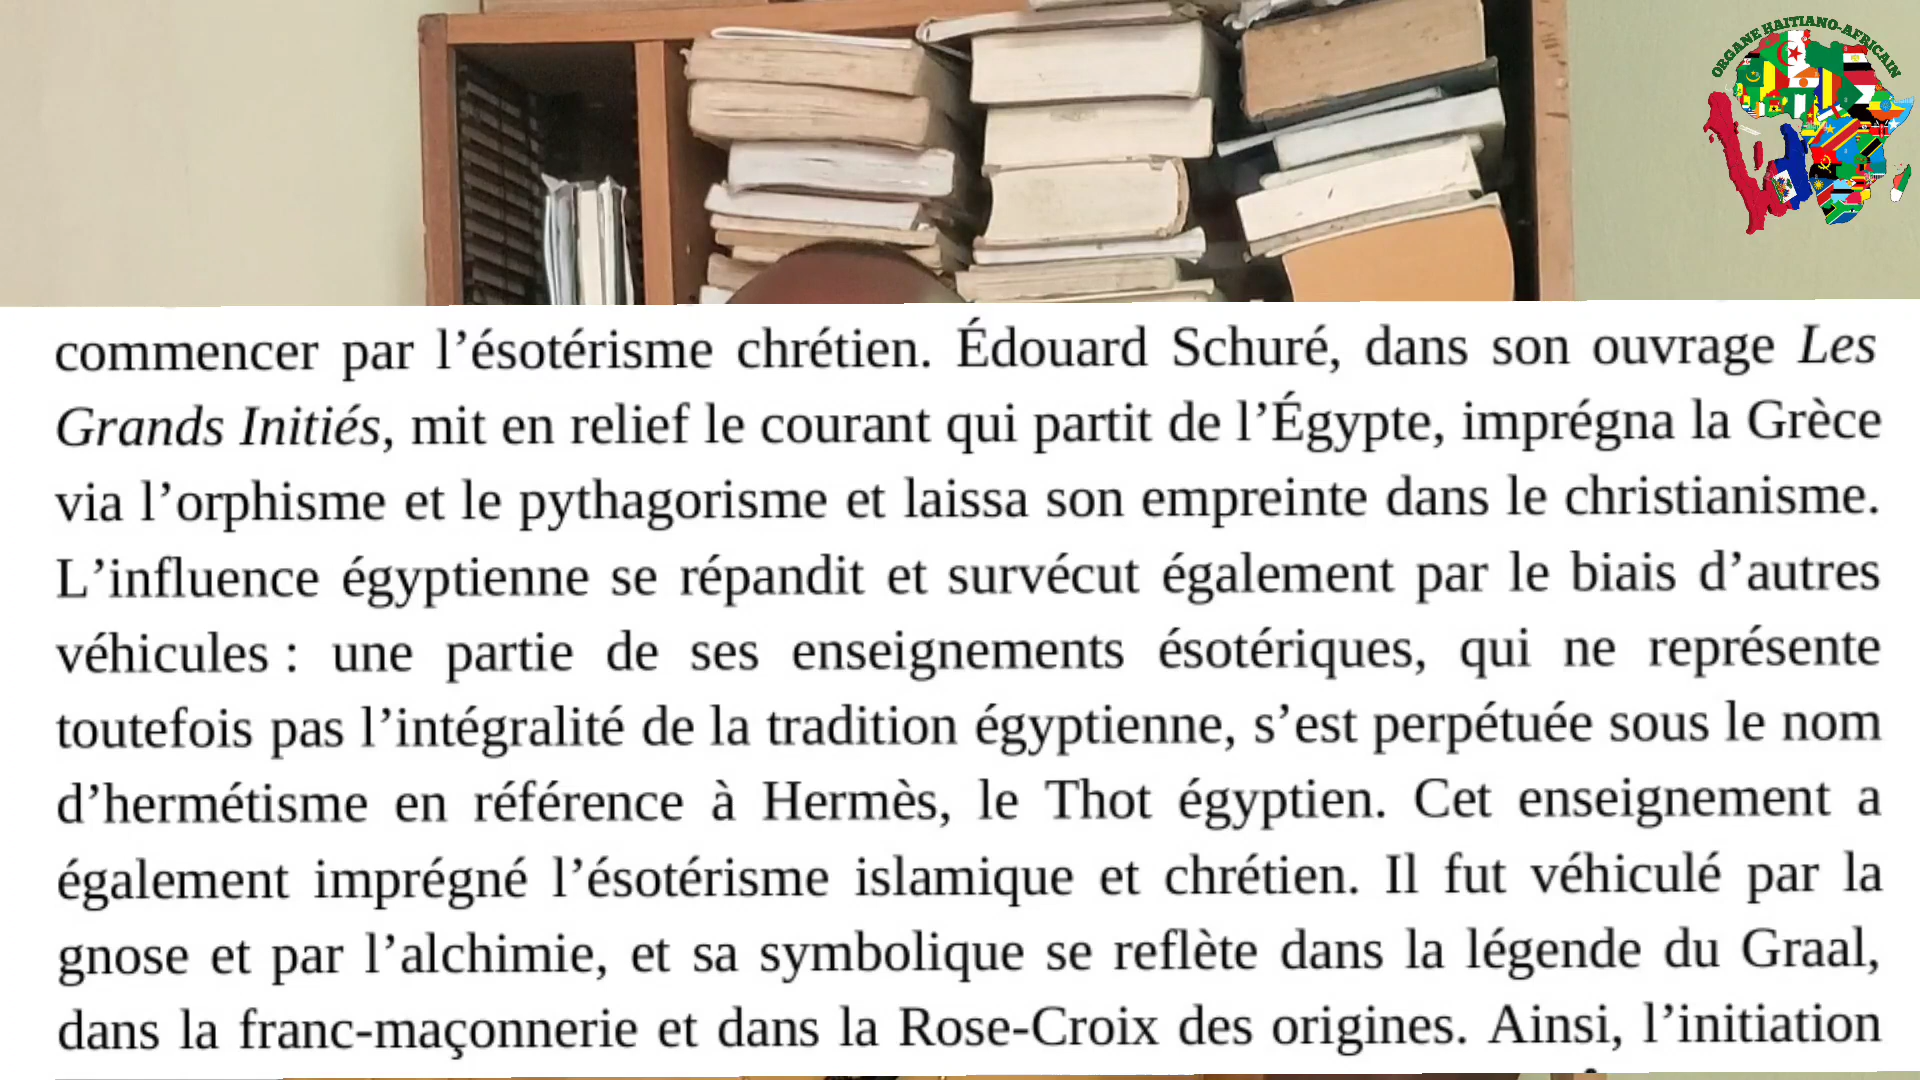 ORGANE HAITIANO-AFRICAIN
commencer par l’ésotérisme chrétien. Édouard Schuré, dans son ouvrage Les
Grands Initiés, mit en relief le courant qui partit de l’Égypte, imprégna la Grèce
via l’orphisme et le pythagorisme et laissa son empreinte dans le christianisme.
L’influence égyptienne se répandit et survécut également par le biais d’autres
véhicules : une partie de ses enseignements ésotériques, qui ne représente
toutefois pas l’intégralité de la tradition égyptienne, s’est perpétuée sous le nom
d’hermétisme en référence à Hermès, le Thot égyptien. Cet enseignement a
également imprégné l’ésotérisme islamique et chrétien. Il fut véhiculé par la
gnose et par l’alchimie, et sa symbolique se reflète dans la légende du Graal,
dans la franc-maçonnerie et dans la Rose-Croix des origines. Ainsi, l’initiation